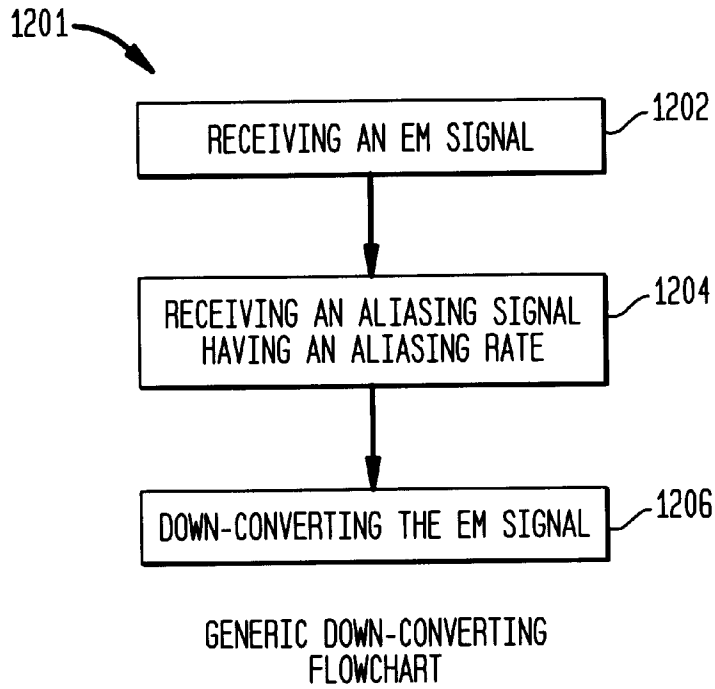 1201
RECEIVING AN EM SIGNAL
1202
RECEIVING AN ALIASING SIGNAL
HAVING AN ALIASING RATE
1204
DOWN-CONVERTING THE EM SIGNAL
1206
GENERIC DOWN-CONVERTING
FLOWCHART